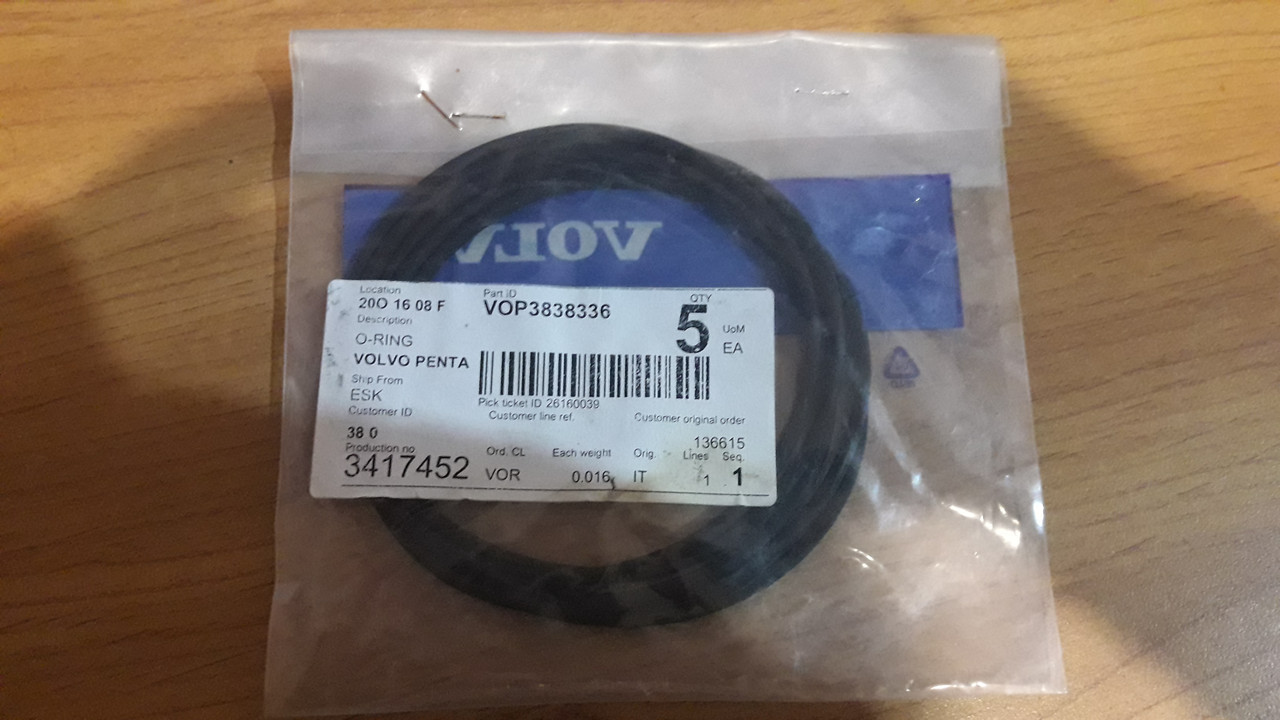 VOLV
Location
20O 16 08 F
Part ID
VOP3838336
QTY
5
UoM
EA
Description
O-RING
VOLVO PENTA
Ship From
ESK
Pick ticket ID 26160039
Customer ID
Customer line ref.
Customer original order
38 0
136615
Production no
Ord. CL
Each weight
Orig.
Lines
Seq.
3417452
VOR
0.016
IT
1
1